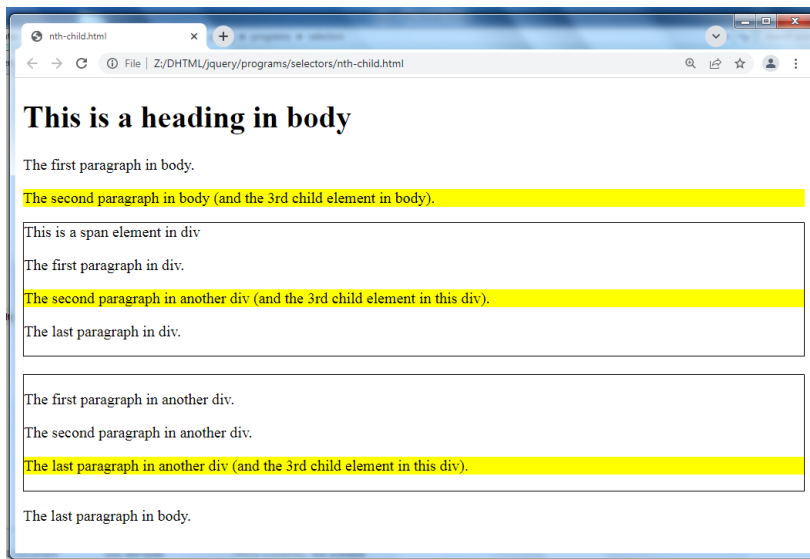 nth-child.html
File | Z:/DHTML/jquery/programs/selectors/nth-child.html
This is a heading in body
The first paragraph in body.
The second paragraph in body (and the 3rd child element in body).
This is a span element in div
The first paragraph in div.
The second paragraph in another div (and the 3rd child element in this div).
The last paragraph in div.
The first paragraph in another div.
The second paragraph in another div.
The last paragraph in another div (and the 3rd child element in this div).
The last paragraph in body.